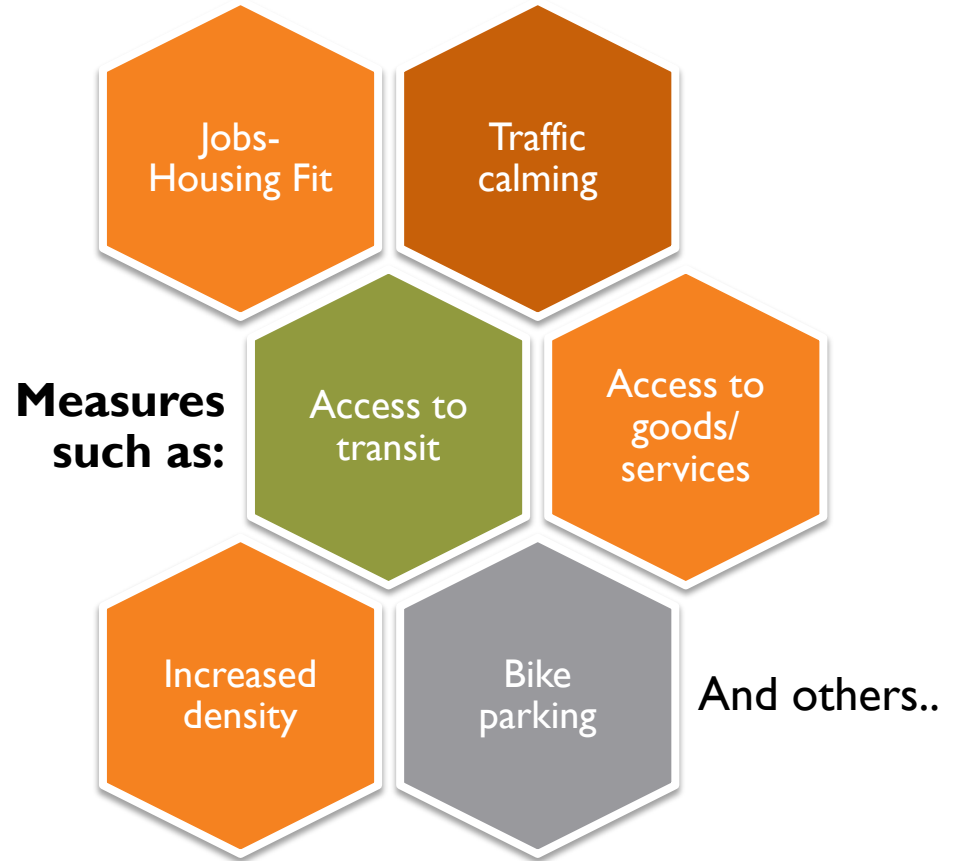 Jobs-
Housing Fit
Traffic
calming
Measures
such as:
Access to
transit
Access to
goods/
services
Increased
density
Bike
parking
And others..